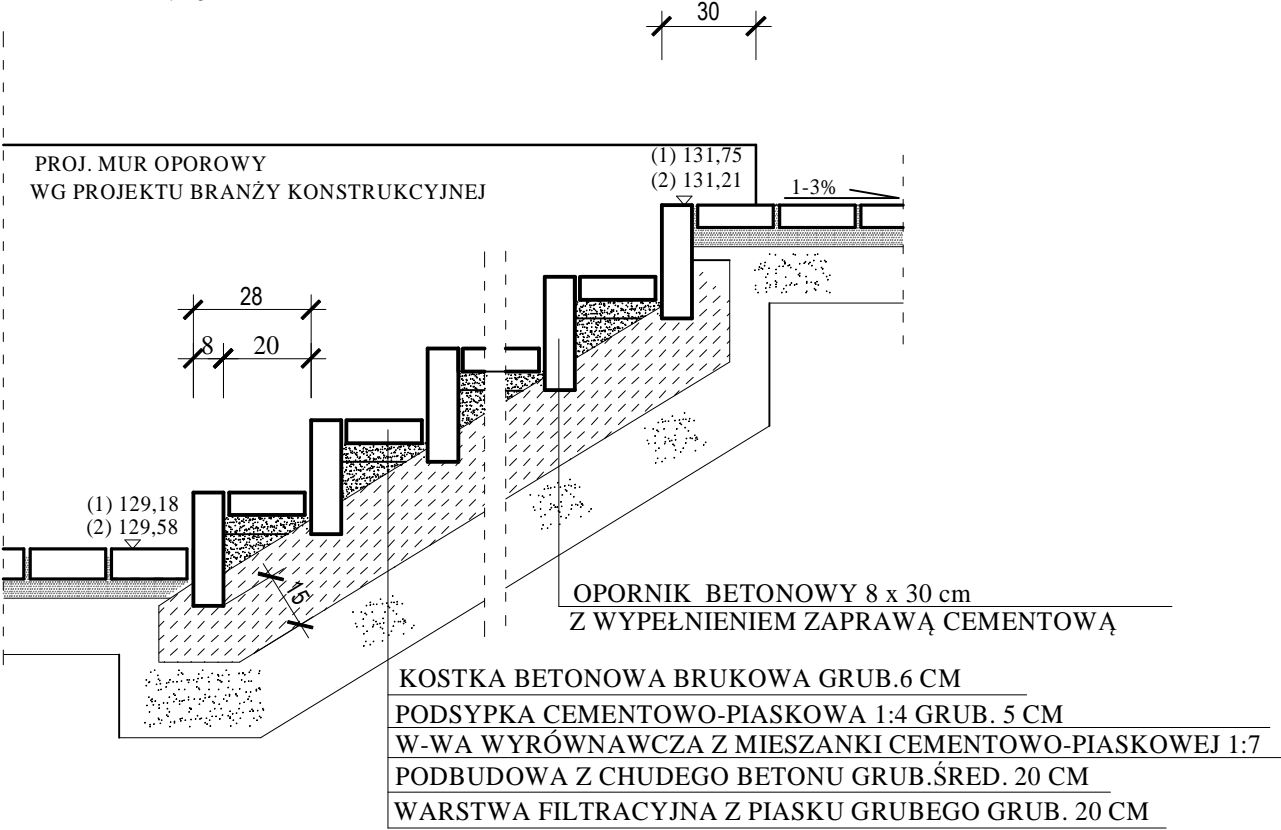 30
PROJ. MUR OPOROWY
WG PROJEKTU BRANŻY KONSTRUKCYJNEJ
(1) 131,75
(2) 131,21
1-3%
28
8
20
(1) 129,18
(2) 129,58
15
OPORNIK BETONOWY 8 x 30 cm
Z WYPEŁNIENIEM ZAPRAWĄ CEMENTOWĄ
KOSTKA BETONOWA BRUKOWA GRUB.6 CM
PODSYPKA CEMENTOWO-PIASKOWA 1:4 GRUB. 5 CM
W-WA WYRÓWNAWCZA Z MIESZANKI CEMENTOWO-PIASKOWEJ 1:7
PODBUDOWA Z CHUDEGO BETONU GRUB.ŚRED. 20 CM
WARSTWA FILTRACYJNA Z PIASKU GRUBEGO GRUB. 20 CM